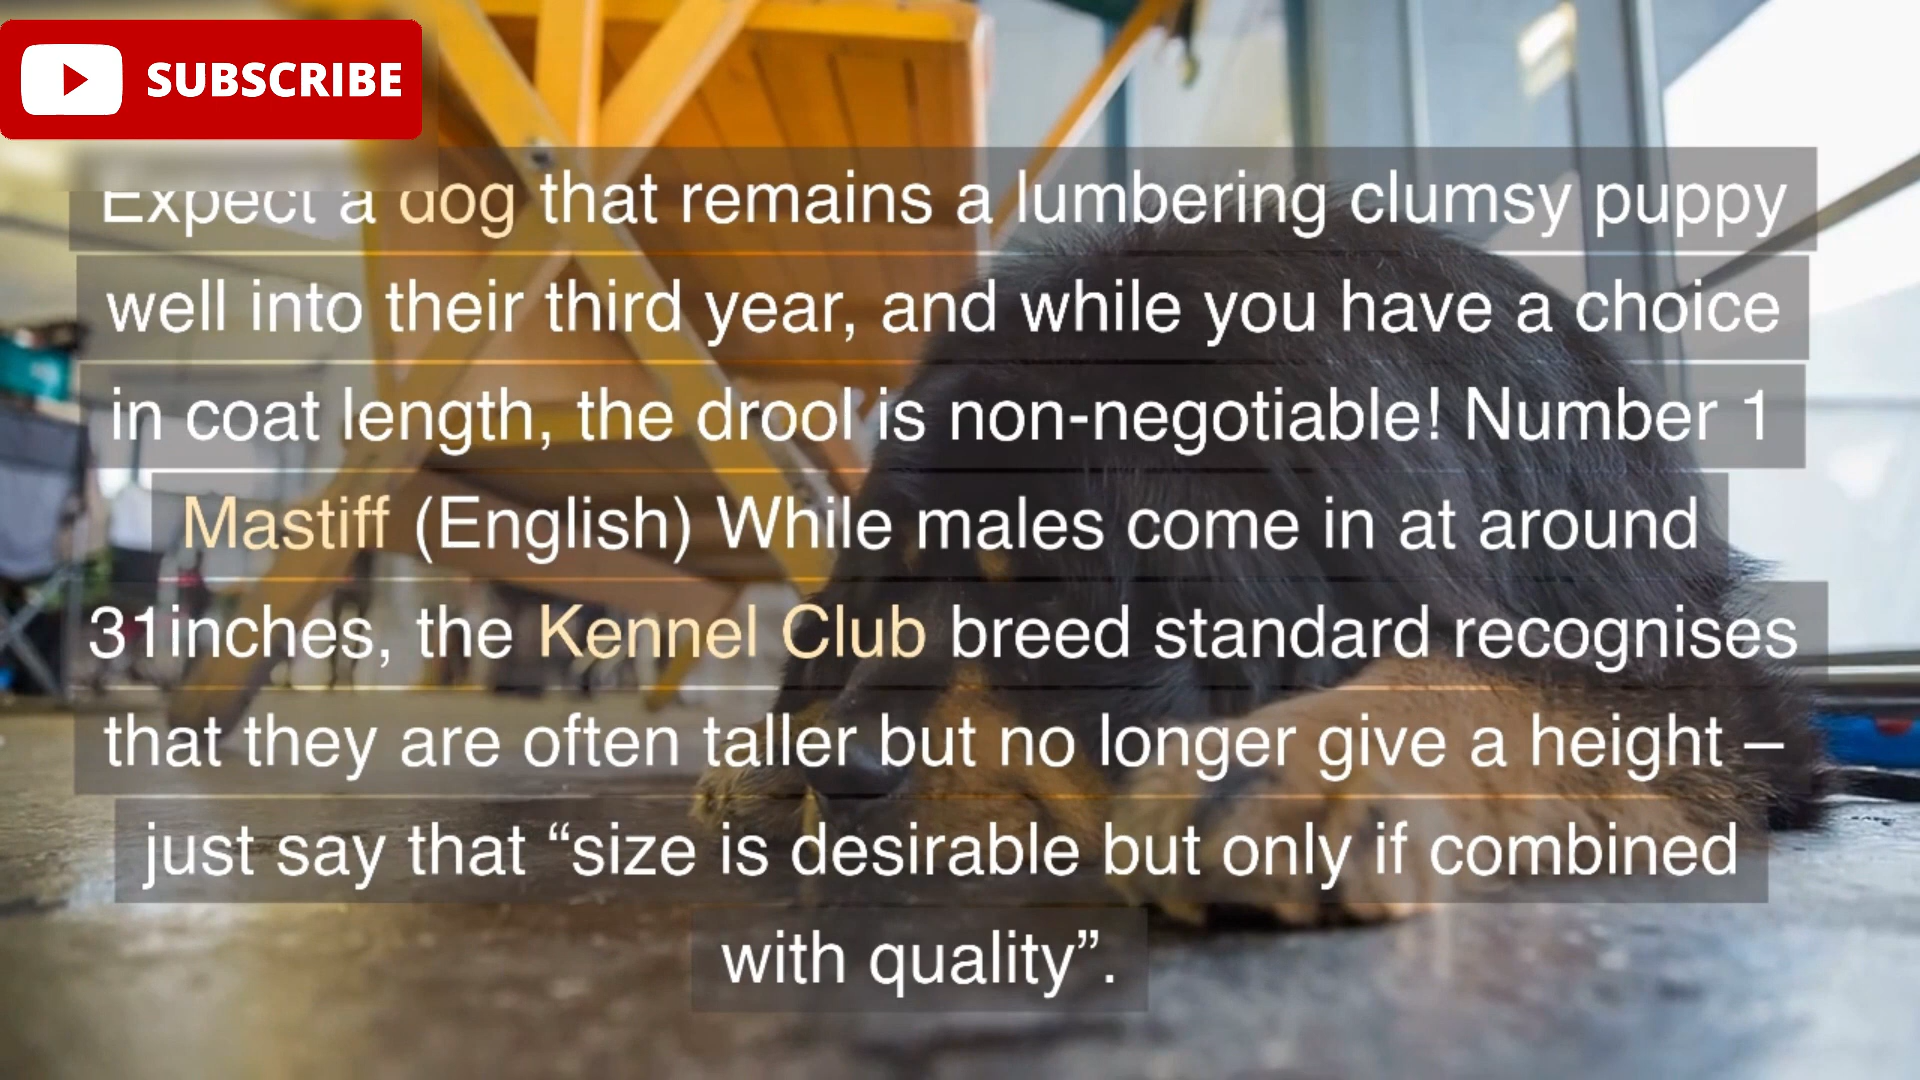 SUBSCRIBE
Expect a dog that remains a lumbering clumsy puppy
well into their third year, and while you have a choice
in coat length, the drool is non-negotiable! Number 1
Mastiff (English) While males come in at around
31inches, the Kennel Club breed standard recognises
that they are often taller but no longer give a height –
just say that “size is desirable but only if combined
with quality”.